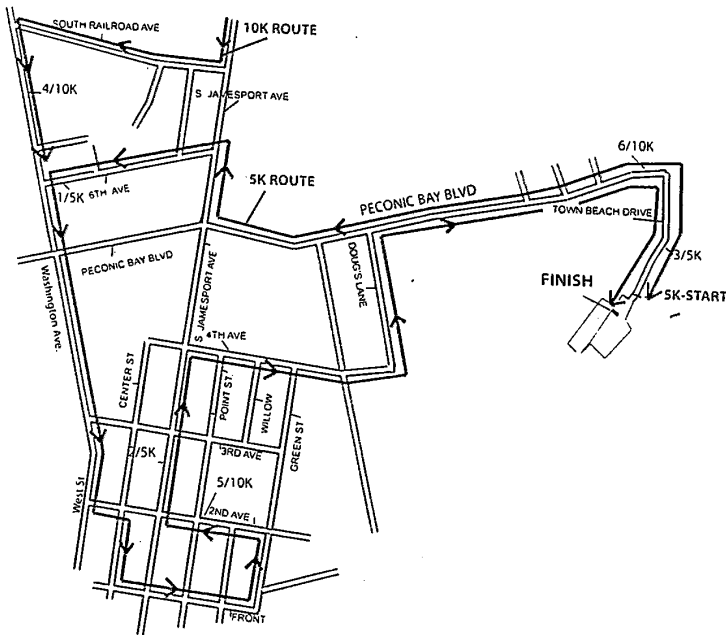 SOUTH RAILROAD AVE
10K ROUTE
4/10K
S JAMESPORT AVE
6/10K
1/5K 6TH AVE
5K ROUTE
PECONIC BAY BLVD
TOWN BEACH DRIVE
PECONIC BAY BLVD
S JAMESPORT AVE
DOUG'S LANE
3/5K
FINISH
5K-START
Washington Ave.
4TH AVE
CENTER ST
POINT ST.
WILLOW
GREEN ST
3RD AVE
2/5K
5/10K
West St
2ND AVE
FRONT